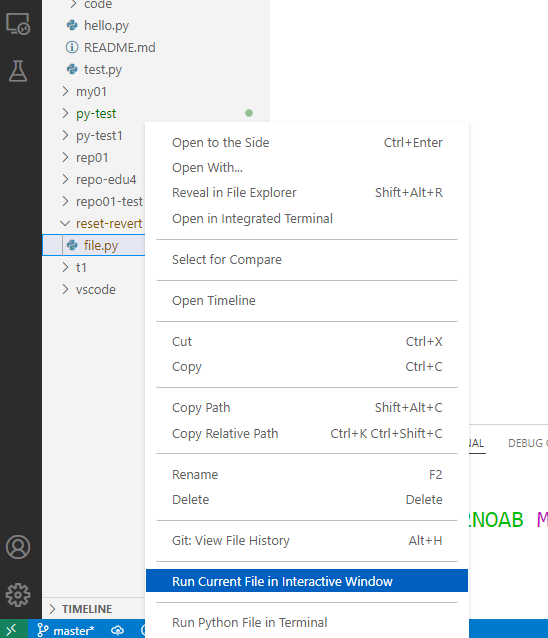 code
hello.py
README.md
test.py
my01
py-test
py-test1
rep01
repo-edu4
repo01-test
reset-revert
file.py
t1
vscode
Open to the Side Ctrl+Enter
Open With...
Reveal in File Explorer Shift+Alt+R
Open in Integrated Terminal
Select for Compare
Open Timeline
Cut Ctrl+X
Copy Ctrl+C
Copy Path Shift+Alt+C
Copy Relative Path Ctrl+K Ctrl+Shift+C
Rename F2
Delete Delete
Git: View File History Alt+H
Run Current File in Interactive Window
Run Python File in Terminal
NAL DEBUG
RNOAB M
TIMELINE
master*